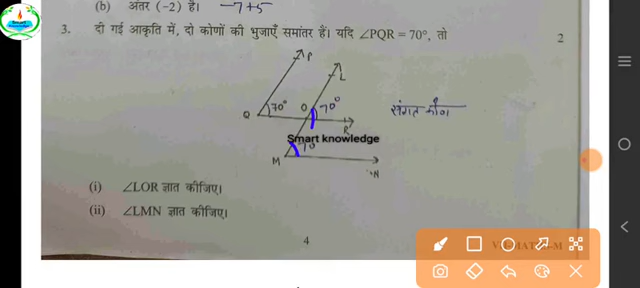 (b) अंतर (-2) है। -7+5
3. दी गई आकृति में, दो कोणों की भुजाएँ समांतर हैं। यदि ∠PQR = 70°, तो 2
P
L
Q 70° O 70° R संगत कोण
Smart knowledge
70
M N
(i) ∠LOR ज्ञात कीजिए।
(ii) ∠LMN ज्ञात कीजिए।
4